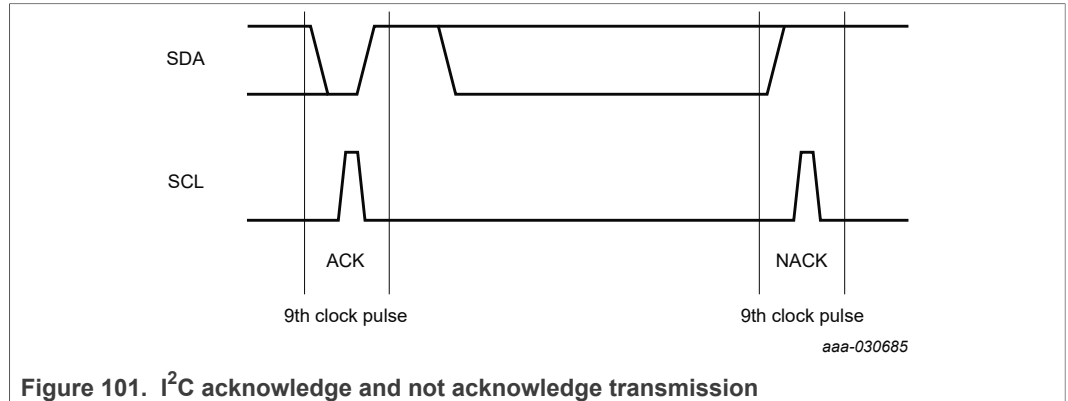 SDA
SCL
ACK
NACK
9th clock pulse
9th clock pulse
aaa-030685
Figure 101. I²C acknowledge and not acknowledge transmission